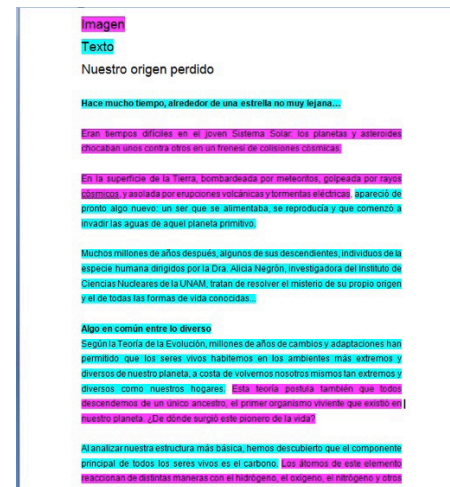 Imagen
Texto
Nuestro origen perdido
Hace mucho tiempo, alrededor de una estrella no muy lejana...
Eran tiempos difíciles en el joven Sistema Solar: los planetas y asteroides
chocaban unos contra otros en un frenesí de colisiones cósmicas.
En la superficie de la Tierra, bombardeada por meteoritos, golpeada por rayos
cósmicos, y asolada por erupciones volcánicas y tormentas eléctricas, apareció de
pronto algo nuevo: un ser que se alimentaba, se reproducía y que comenzó a
invadir las aguas de aquel planeta primitivo.
Muchos millones de años después, algunos de sus descendientes, individuos de la
especie humana dirigidos por la Dra. Alicia Negrón, investigadora del Instituto de
Ciencias Nucleares de la UNAM, tratan de resolver el misterio de su propio origen
y el de todas las formas de vida conocidas...
Algo en común entre lo diverso
Según la Teoría de la Evolución, millones de años de cambios y adaptaciones han
permitido que los seres vivos habitemos en los ambientes más extremos y
diversos de nuestro planeta, a costa de volvernos nosotros mismos tan extremos y
diversos como nuestros hogares. Esta teoría postula también que todos
descendemos de un único ancestro, el primer organismo viviente que existió en
nuestro planeta. ¿De dónde surgió este pionero de la vida?
Al analizar nuestra estructura más básica, hemos descubierto que el componente
principal de todos los seres vivos es el carbono. Los átomos de este elemento
reaccionan de distintas maneras con el hidrógeno, el oxígeno, el nitrógeno y otros